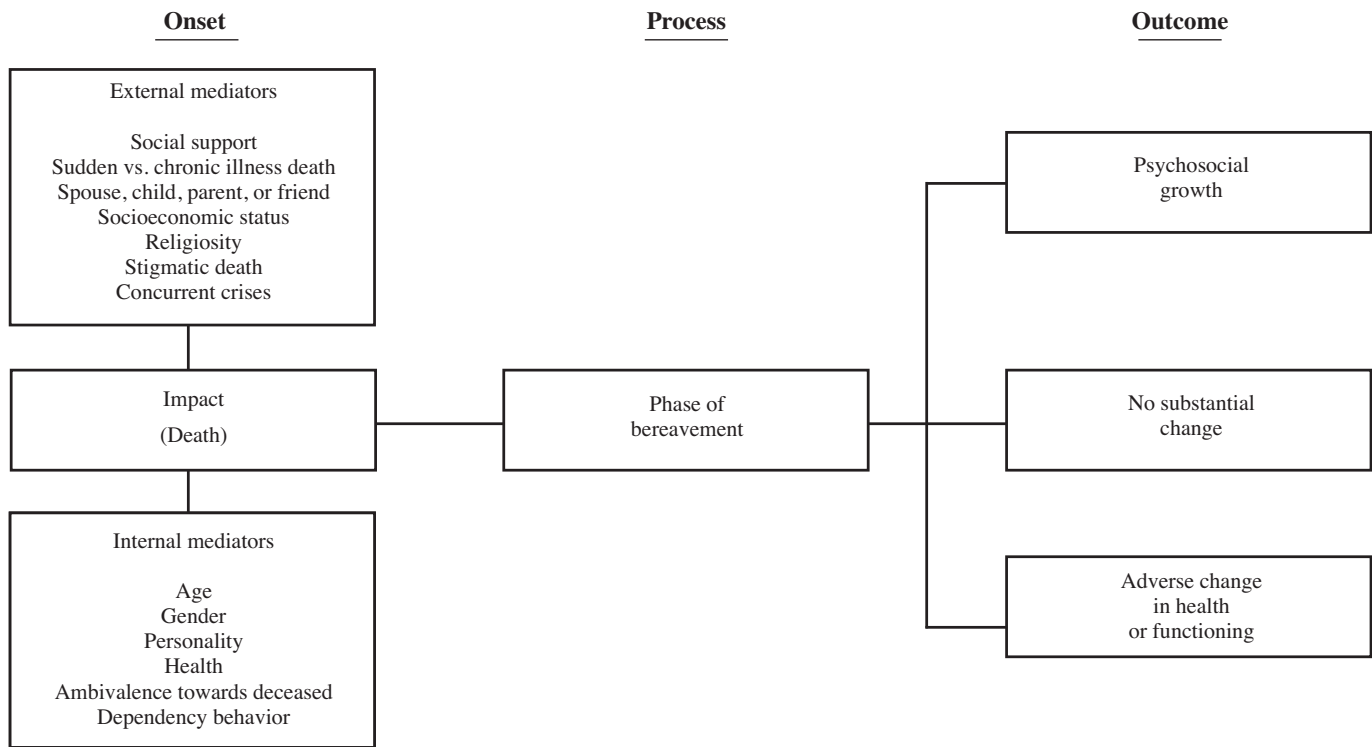 Onset
Process
Outcome
External mediators
Social support
Sudden vs. chronic illness death
Spouse, child, parent, or friend
Socioeconomic status
Religiosity
Stigmatic death
Concurrent crises
Impact
(Death)
Internal mediators
Age
Gender
Personality
Health
Ambivalence towards deceased
Dependency behavior
Phase of
bereavement
Psychosocial
growth
No substantial
change
Adverse change
in health
or functioning